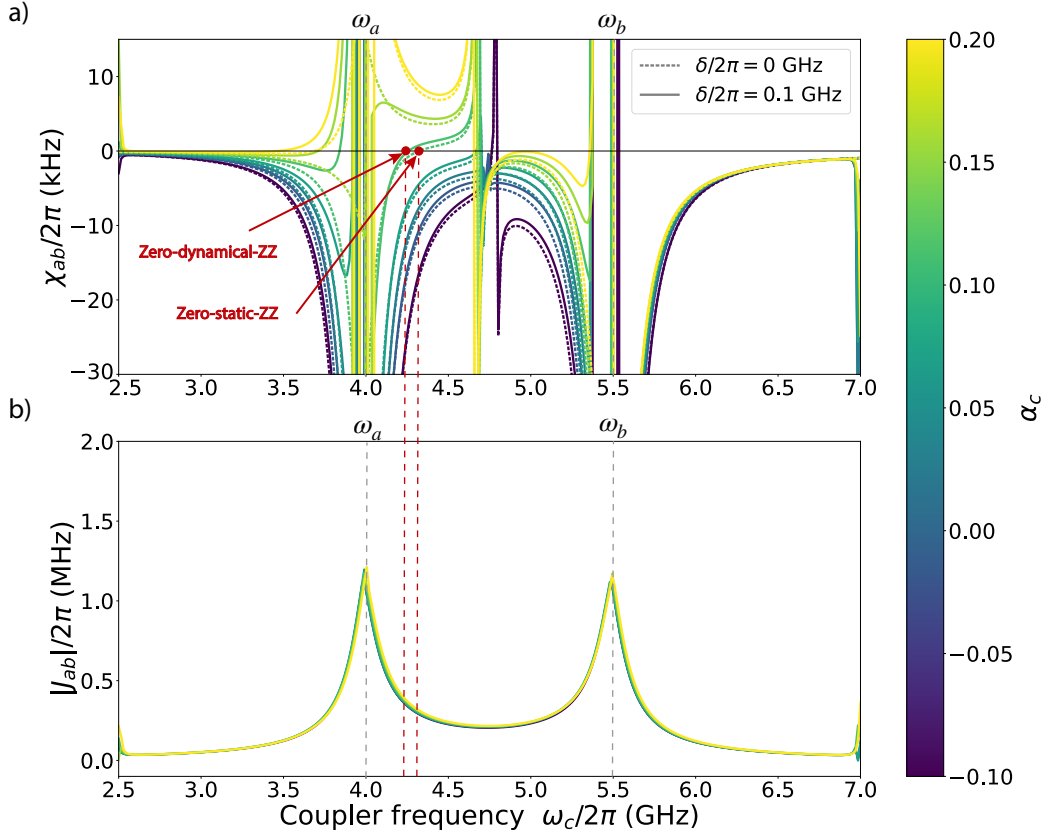 a)
ω_a
ω_b
10
0
−10
−20
−30
χ_ab/2π (kHz)
δ/2π = 0 GHz
δ/2π = 0.1 GHz
Zero-dynamical-ZZ
Zero-static-ZZ
2.5 3.0 3.5 4.0 4.5 5.0 5.5 6.0 6.5 7.0
b)
ω_a
ω_b
2.0
1.5
1.0
0.5
0.0
|J_ab|/2π (MHz)
2.5 3.0 3.5 4.0 4.5 5.0 5.5 6.0 6.5 7.0
Coupler frequency ω_c/2π (GHz)
0.20
0.15
0.10
0.05
0.00
−0.05
−0.10
α_c